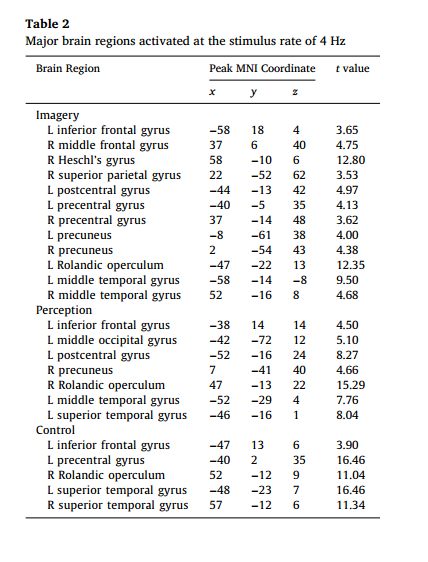 Table 2
Major brain regions activated at the stimulus rate of 4 Hz
Brain Region Peak MNI Coordinate t value
x y z
Imagery
L inferior frontal gyrus −58 18 4 3.65
R middle frontal gyrus 37 6 40 4.75
R Heschl's gyrus 58 −10 6 12.80
R superior parietal gyrus 22 −52 62 3.53
L postcentral gyrus −44 −13 42 4.97
L precentral gyrus −40 −5 35 4.13
R precentral gyrus 37 −14 48 3.62
L precuneus −8 −61 38 4.00
R precuneus 2 −54 43 4.38
L Rolandic operculum −47 −22 13 12.35
L middle temporal gyrus −58 −14 −8 9.50
R middle temporal gyrus 52 −16 8 4.68
Perception
L inferior frontal gyrus −38 14 14 4.50
L middle occipital gyrus −42 −72 12 5.10
L postcentral gyrus −52 −16 24 8.27
R precuneus 7 −41 40 4.66
R Rolandic operculum 47 −13 22 15.29
L middle temporal gyrus −52 −29 4 7.76
L superior temporal gyrus −46 −16 1 8.04
Control
L inferior frontal gyrus −47 13 6 3.90
L precentral gyrus −40 2 35 16.46
R Rolandic operculum 52 −12 9 11.04
L superior temporal gyrus −48 −23 7 16.46
R superior temporal gyrus 57 −12 6 11.34